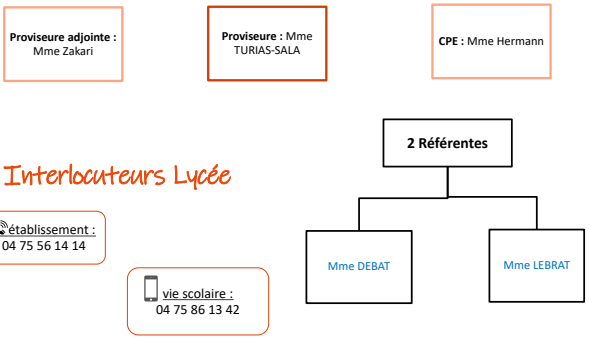 Proviseure adjointe :
Mme Zakari
Proviseure : Mme
TURIAS-SALA
CPE : Mme Hermann
2 Référentes
Interlocuteurs Lycée
établissement :
04 75 56 14 14
Mme DEBAT
Mme LEBRAT
vie scolaire :
04 75 86 13 42